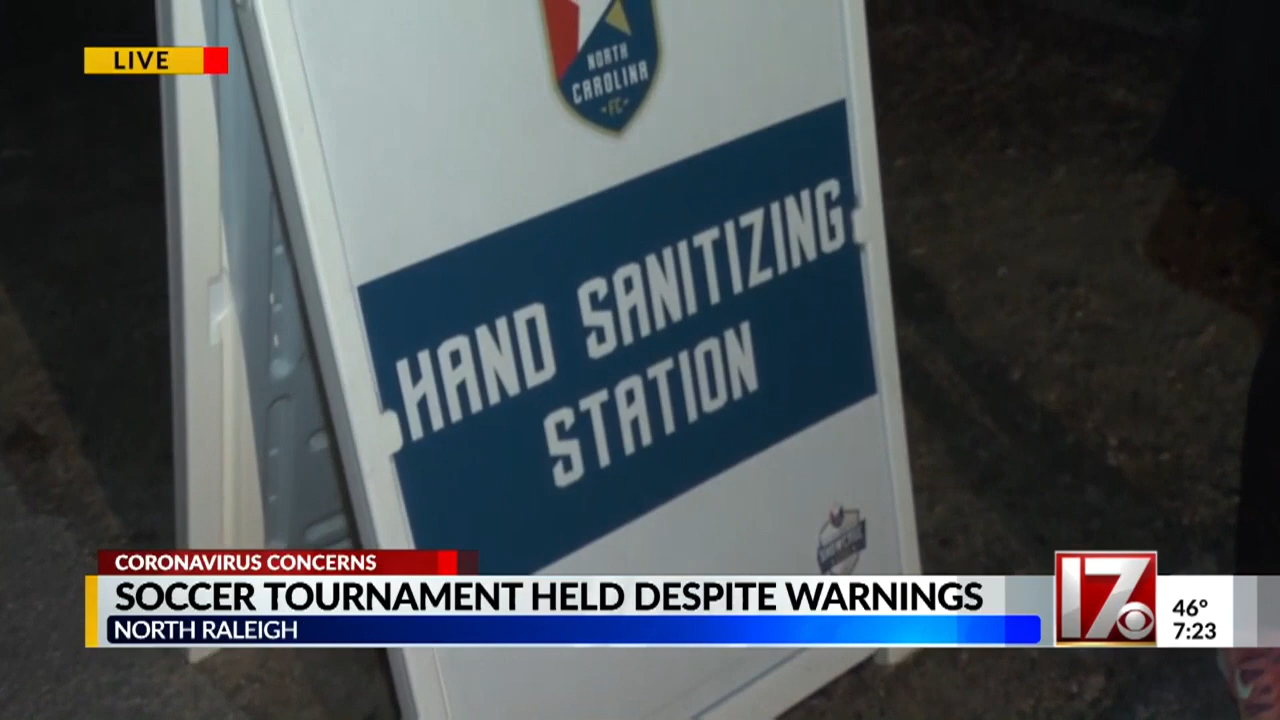 LIVE
NORTH
CAROLINA
-FC-
HAND SANITIZING
STATION
SHOWCASE
CORONAVIRUS CONCERNS
SOCCER TOURNAMENT HELD DESPITE WARNINGS
NORTH RALEIGH
17
46°
7:23